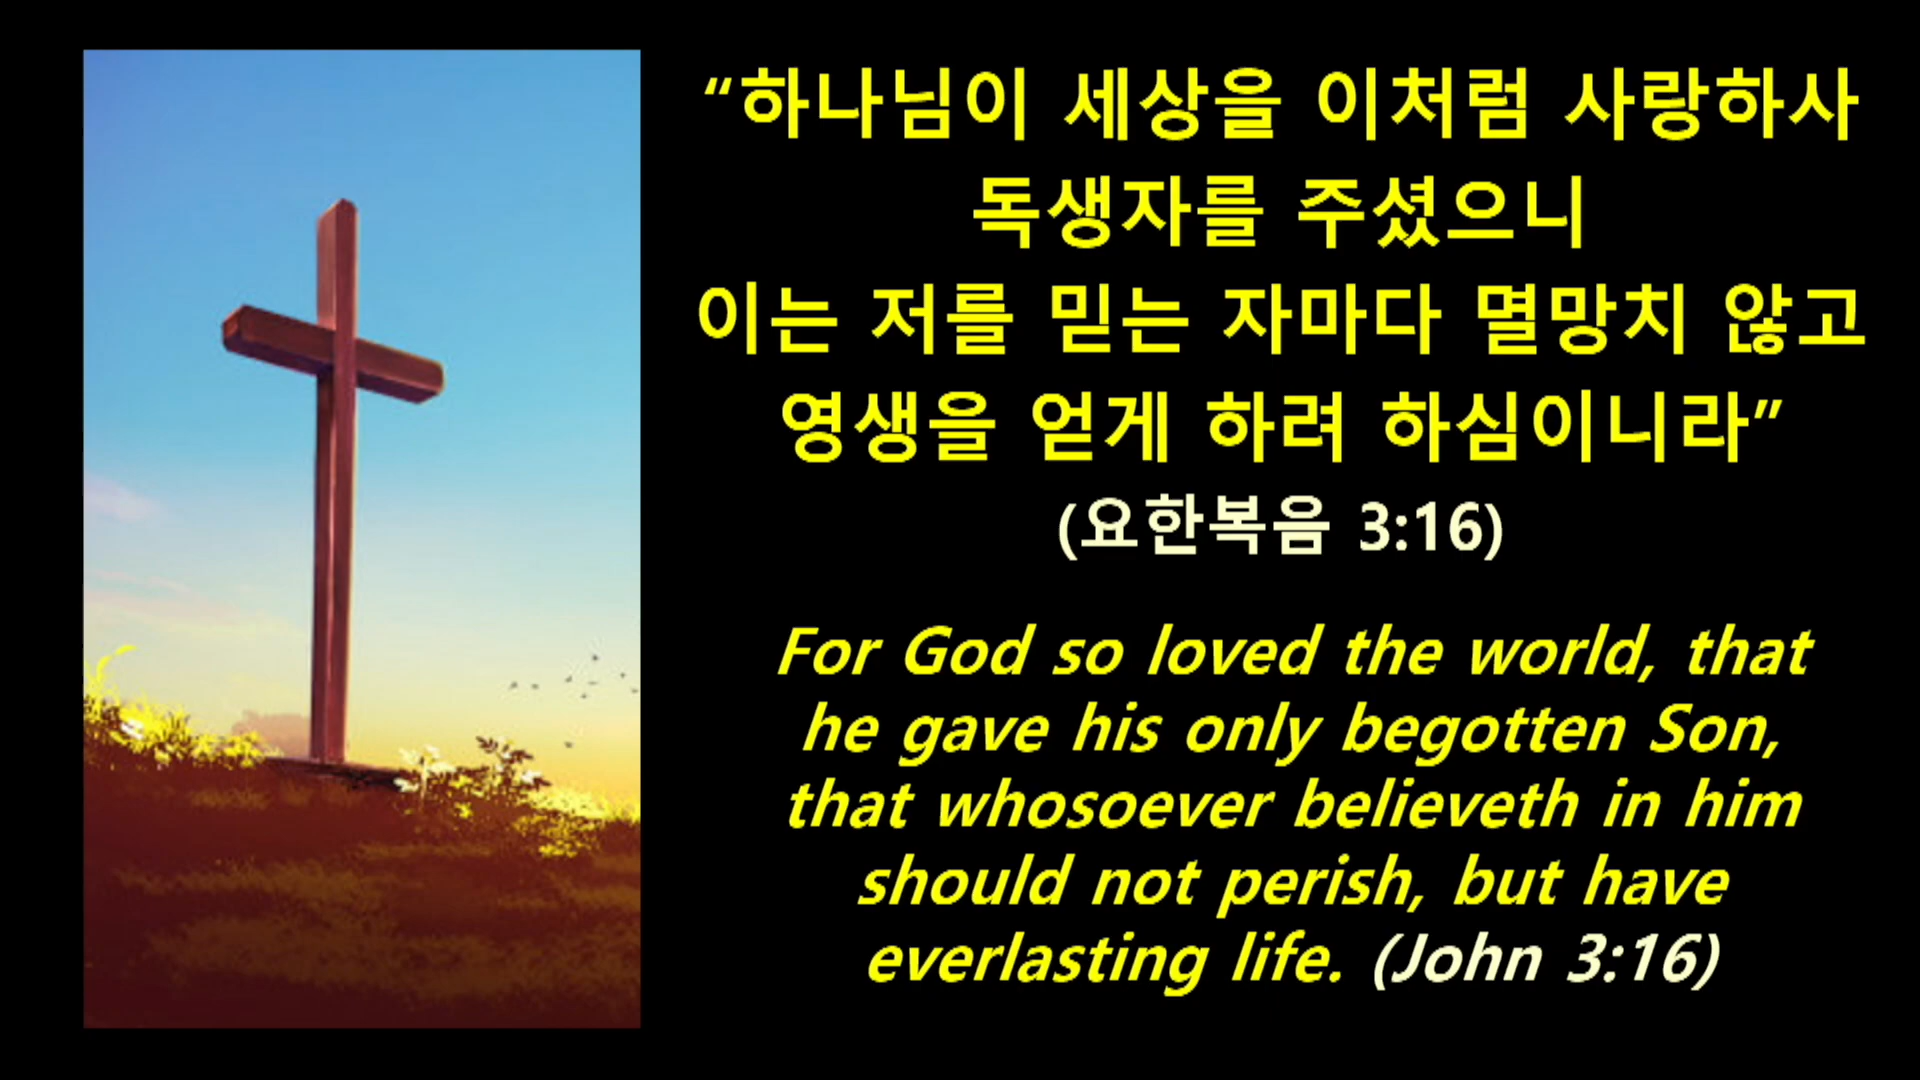 “하나님이 세상을 이처럼 사랑하사
독생자를 주셨으니
이는 저를 믿는 자마다 멸망치 않고
영생을 얻게 하려 하심이니라”
(요한복음 3:16)
For God so loved the world, that
he gave his only begotten Son,
that whosoever believeth in him
should not perish, but have
everlasting life. (John 3:16)